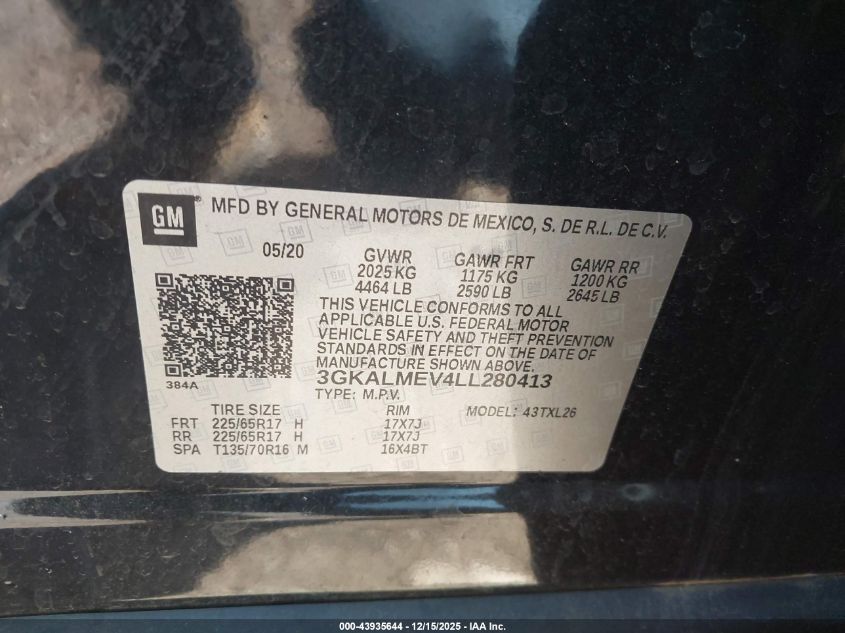 GM ® MFD BY GENERAL MOTORS DE MEXICO, S. DE R.L. DE C.V.
05/20 GVWR GAWR FRT GAWR RR
2025 KG 1175 KG 1200 KG
4464 LB 2590 LB 2645 LB
THIS VEHICLE CONFORMS TO ALL
APPLICABLE U.S. FEDERAL MOTOR
VEHICLE SAFETY AND THEFT PREVENTION
STANDARDS IN EFFECT ON THE DATE OF
MANUFACTURE SHOWN ABOVE.
384A 3GKALMEV4LL280413
TYPE: M.P.V.
TIRE SIZE RIM MODEL: 43TXL26
FRT 225/65R17 H 17X7J
RR 225/65R17 H 17X7J
SPA T135/70R16 M 16X4BT
000-43935644 - 12/15/2025 - IAA Inc.